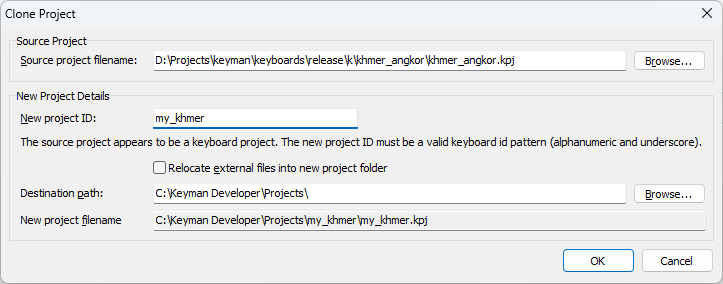 Clone Project
Source Project
Source project filename: D:\Projects\keyman\keyboards\release\k\khmer_angkor\khmer_angkor.kpj Browse...
New Project Details
New project ID: my_khmer
The source project appears to be a keyboard project. The new project ID must be a valid keyboard id pattern (alphanumeric and underscore).
Relocate external files into new project folder
Destination path: C:\Keyman Developer\Projects\ Browse...
New project filename C:\Keyman Developer\Projects\my_khmer\my_khmer.kpj
OK Cancel